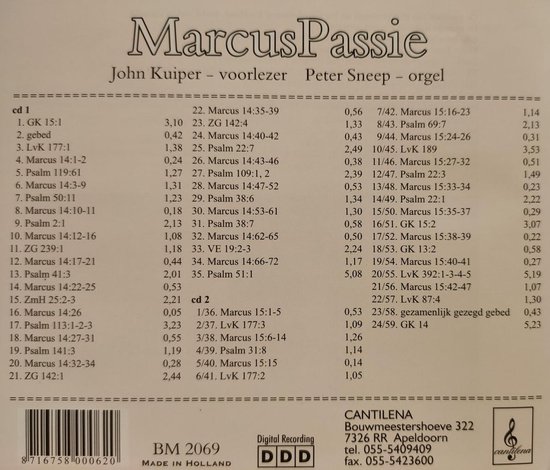 MarcusPassie
John Kuiper – voorlezer Peter Sneep – orgel
cd 1
1. GK 15:1 3,10
2. gebed 0,42
3. LvK 177:1 1,38
4. Marcus 14:1-2 0,24
5. Psalm 119:61 1,27
6. Marcus 14:3-9 1,31
7. Psalm 50:11 1,23
8. Marcus 14:10-11 0,18
9. Psalm 2:1 2,13
10. Marcus 14:12-16 1,08
11. ZG 239:1 1,18
12. Marcus 14:17-21 0,44
13. Psalm 41:3 2,01
14. Marcus 14:22-25 0,53
15. ZmH 25:2-3 2,21
16. Marcus 14:26 0,05
17. Psalm 113:1-2-3 3,23
18. Marcus 14:27-31 0,55
19. Psalm 141:3 1,19
20. Marcus 14:32-34 0,28
21. ZG 142:1 2,44
22. Marcus 14:35-39 0,56
23. ZG 142:4 1,33
24. Marcus 14:40-42 0,43
25. Psalm 22:7 2,49
26. Marcus 14:43-46 0,38
27. Psalm 109:1, 2 1,20
28. Marcus 14:47-52 0,53
29. Psalm 38:6 1,34
30. Marcus 14:53-61 1,50
31. Psalm 38:7 0,58
32. Marcus 14:62-65 0,52
33. VE 19:2-3 2,24
34. Marcus 14:66-72 1,17
35. Psalm 51:1 5,08
cd 2
1/36. Marcus 15:1-5 0,53
2/37. LvK 177:3 1,09
3/38. Marcus 15:6-14 1,26
4/39. Psalm 31:8 1,14
5/40. Marcus 14:15 1,14
6/41. LvK 177:2 1,05
7/42. Marcus 15:16-23 1,14
8/43. Psalm 69:7 2,13
9/44. Marcus 15:24-26 0,31
10/45. LvK 189 3,53
11/46. Marcus 15:27-32 0,51
12/47. Psalm 22:3 1,49
13/48. Marcus 15:33-34 0,23
14/49. Psalm 22:1 1,22
15/50. Marcus 15:35-37 0,29
16/51. GK 15:2 3,07
17/52. Marcus 15:38-39 0,22
18/53. GK 13:2 0,58
19/54. Marcus 15:40-41 0,27
20/55. LvK 392:1-3-4-5 5,19
21/56. Marcus 15:42-47 1,07
22/57. LvK 87:4 1,30
23/58. gezamenlijk gezegd gebed 0,43
24/59. GK 14 5,23
8 716758 000620
BM 2069
MADE IN HOLLAND
Digital Recording
DDD
CANTILENA
Bouwmeestershoeve 322
7326 RR Apeldoorn
tel. 055-5409409
fax. 055-5423600
cantilena